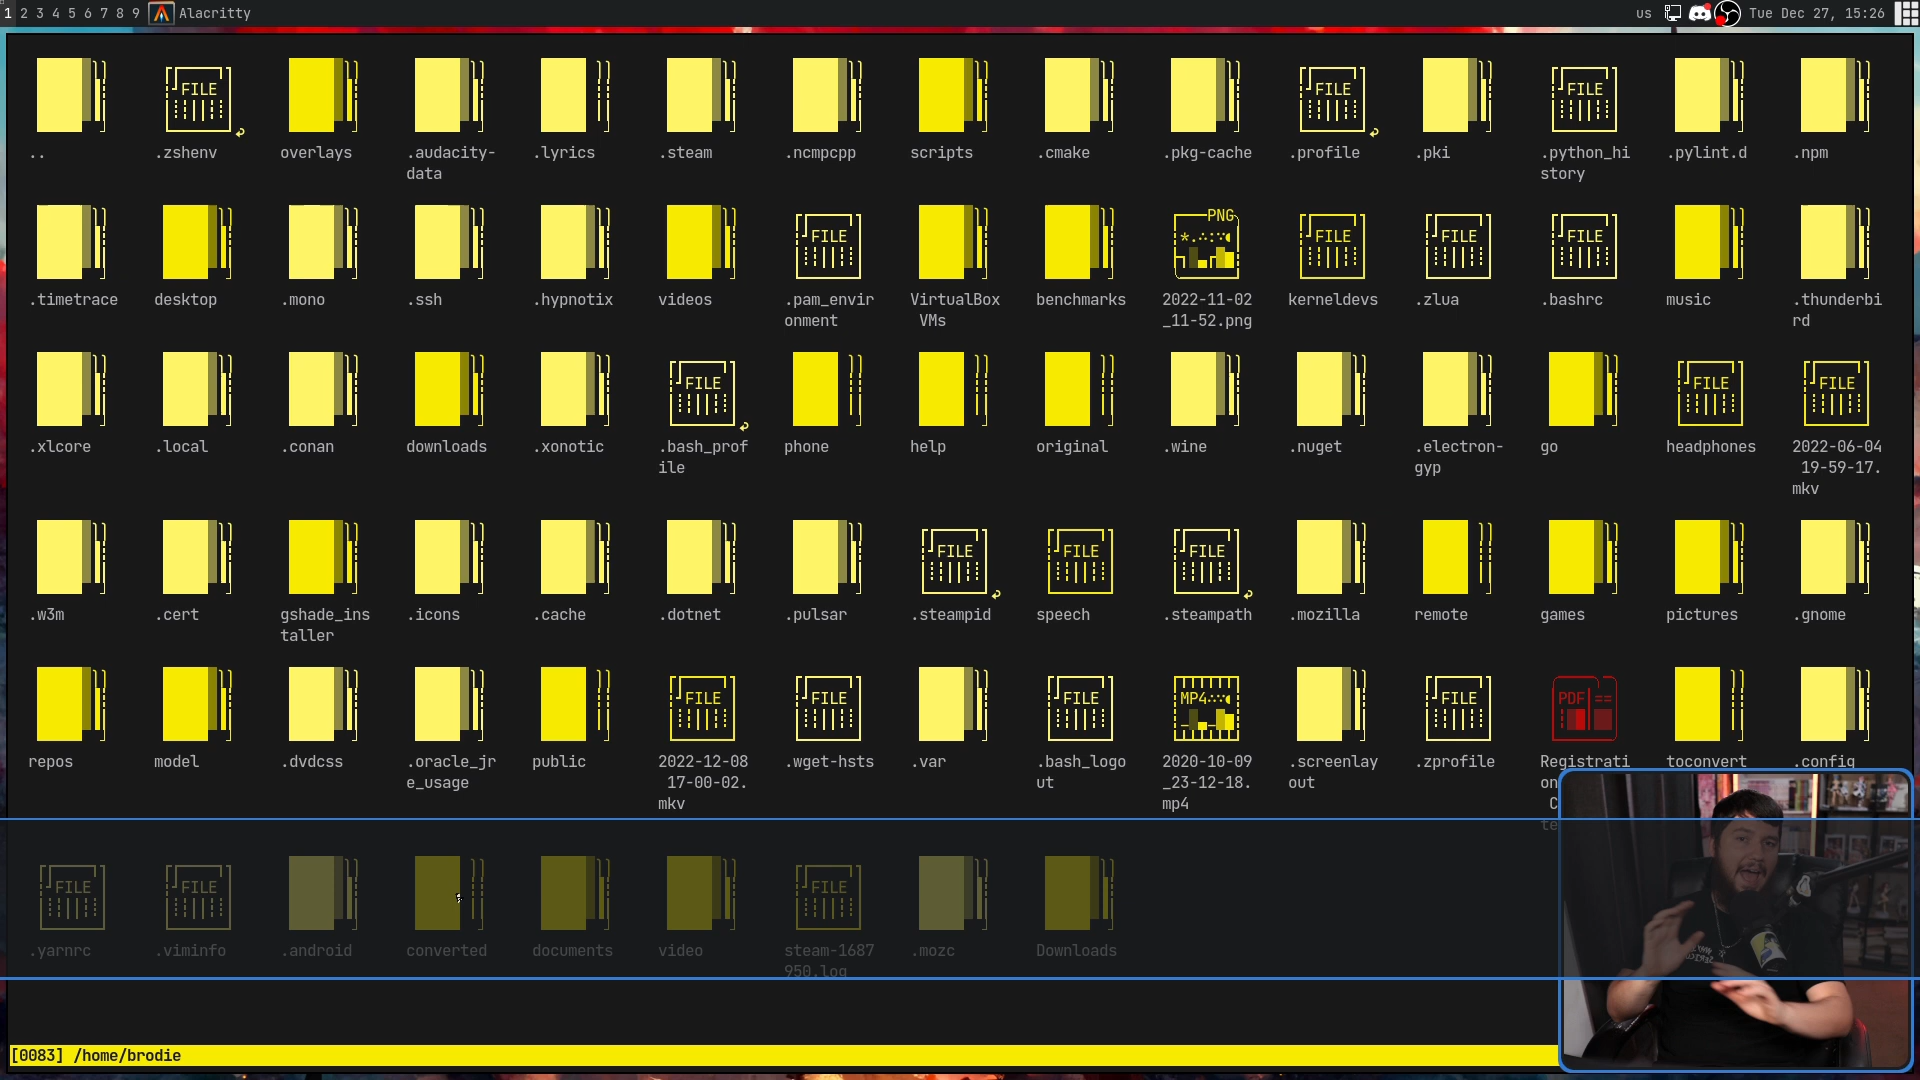 1 2 3 4 5 6 7 8 9 Alacritty us Tue Dec 27, 15:26
FILE FILE FILE
.. .zshenv overlays .audacity- .lyrics .steam .ncmpcpp scripts .cmake .pkg-cache .profile .pki .python_hi .pylint.d .npm
data story
PNG
FILE FILE FILE FILE
.timetrace desktop .mono .ssh .hypnotix videos .pam_envir VirtualBox benchmarks 2022-11-02 kerneldevs .zlua .bashrc music .thunderbi
onment VMs _11-52.png rd
FILE FILE FILE
.xlcore .local .conan downloads .xonotic .bash_prof phone help original .wine .nuget .electron- go headphones 2022-06-04
ile gyp 19-59-17.
mkv
FILE FILE FILE
.w3m .cert gshade_ins .icons .cache .dotnet .pulsar .steampid speech .steampath .mozilla remote games pictures .gnome
taller
FILE FILE FILE MP4 FILE PDF ==
repos model .dvdcss .oracle_jr public 2022-12-08 .wget-hsts .var .bash_logo 2020-10-09 .screenlay .zprofile Registrati toconvert .config
e_usage 17-00-02. ut _23-12-18. out on
mkv mp4 C
te
FILE FILE FILE
.yarnrc .viminfo .android converted documents video steam-1687 .mozc Downloads
950.log
[0083] /home/brodie